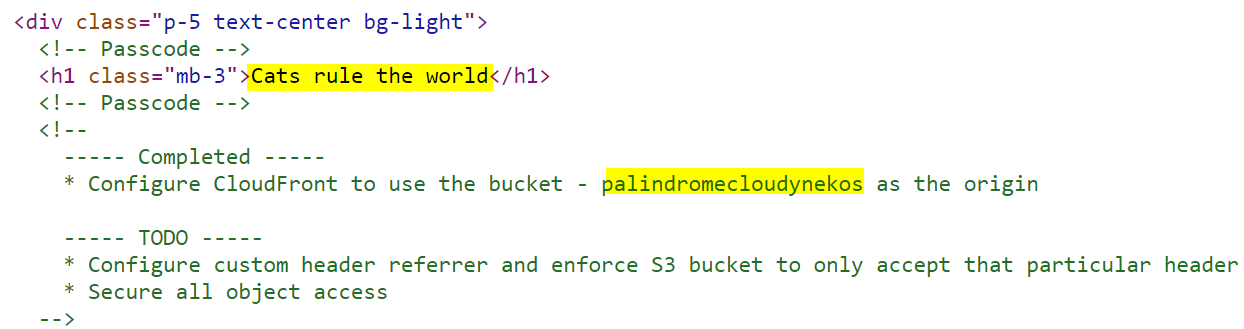 <div class="p-5 text-center bg-light">
<!-- Passcode -->
<h1 class="mb-3">Cats rule the world</h1>
<!-- Passcode -->
<!--
----- Completed -----
* Configure CloudFront to use the bucket - palindromecloudynekos as the origin
----- TODO -----
* Configure custom header referrer and enforce S3 bucket to only accept that particular header
* Secure all object access
-->